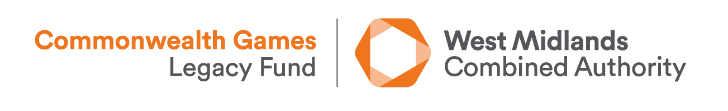 Commonwealth Games
Legacy Fund
West Midlands
Combined Authority